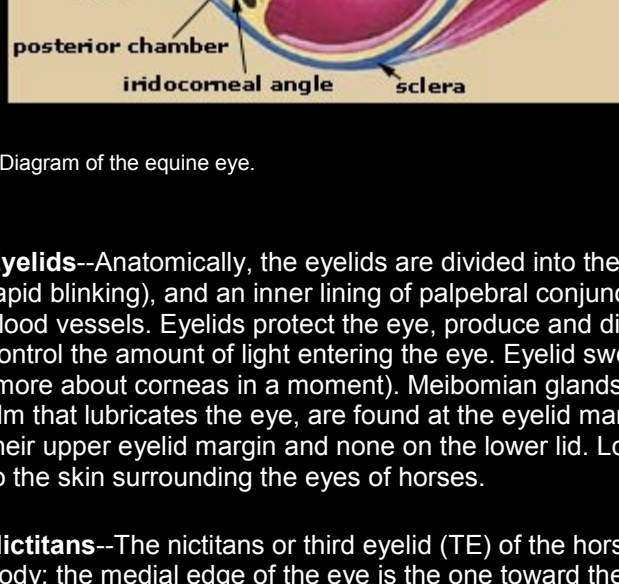 posterior chamber
iridocorneal angle
sclera
Diagram of the equine eye.
yelids--Anatomically, the eyelids are divided into the
apid blinking), and an inner lining of palpebral conjunc
lood vessels. Eyelids protect the eye, produce and di
ontrol the amount of light entering the eye. Eyelid swe
more about corneas in a moment). Meibomian glands
lm that lubricates the eye, are found at the eyelid mar
heir upper eyelid margin and none on the lower lid. Lo
o the skin surrounding the eyes of horses.
lictitans--The nictitans or third eyelid (TE) of the hors
ody; the medial edge of the eye is the one toward the